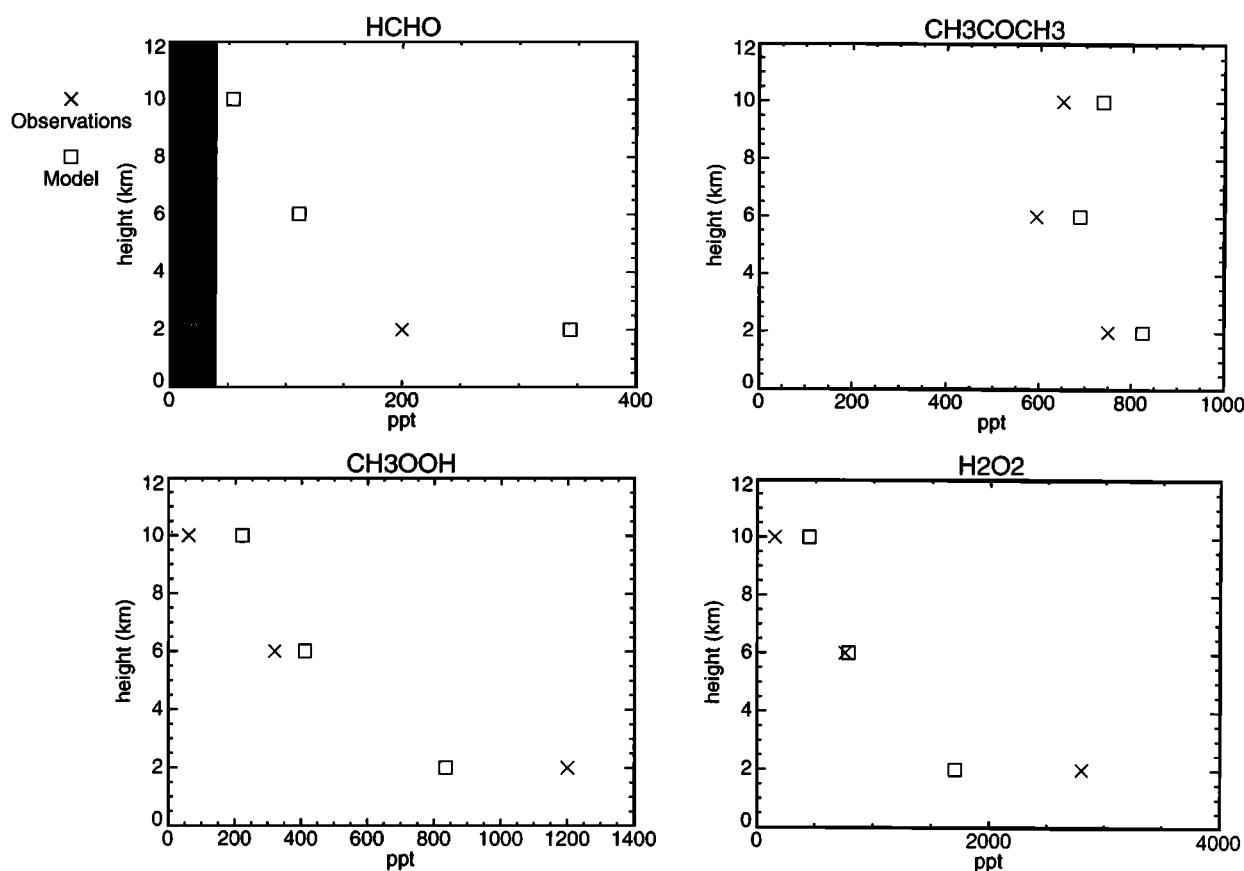 HCHO
12
10
8
6
4
2
0
height (km)
0 200 400
ppt
× Observations
□ Model
CH3COCH3
12
10
8
6
4
2
0
height (km)
0 200 400 600 800 1000
ppt
CH3OOH
12
10
8
6
4
2
0
height (km)
0 200 400 600 800 1000 1200 1400
ppt
H2O2
12
10
8
6
4
2
0
height (km)
0 2000 4000
ppt